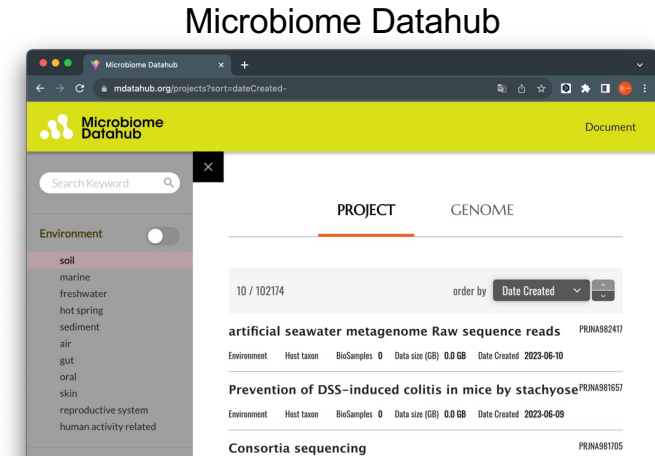 Microbiome Datahub
Microbiome Datahub
mdatahub.org/projects?sort=dateCreated-
Microbiome
Datahub
Document
Search Keyword
PROJECT GENOME
Environment
soil
marine
freshwater
hot spring
sediment
air
gut
oral
skin
reproductive system
human activity related
10 / 102174 order by Date Created
artificial seawater metagenome Raw sequence reads PRJNA982417
Environment Host taxon BioSamples 0 Data size (GB) 0.0 GB Date Created 2023-06-10
Prevention of DSS-induced colitis in mice by stachyose PRJNA981657
Environment Host taxon BioSamples 0 Data size (GB) 0.0 GB Date Created 2023-06-09
Consortia sequencing PRJNA981705